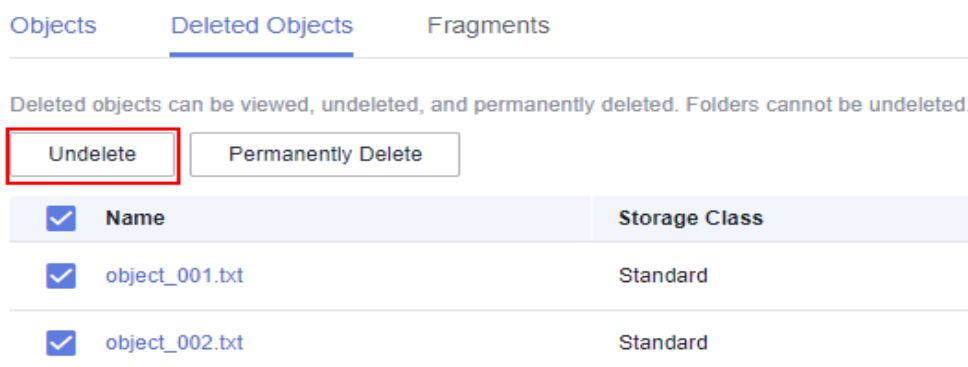 Objects Deleted Objects Fragments
Deleted objects can be viewed, undeleted, and permanently deleted. Folders cannot be undeleted.
Undelete Permanently Delete
Name Storage Class
object_001.txt Standard
object_002.txt Standard